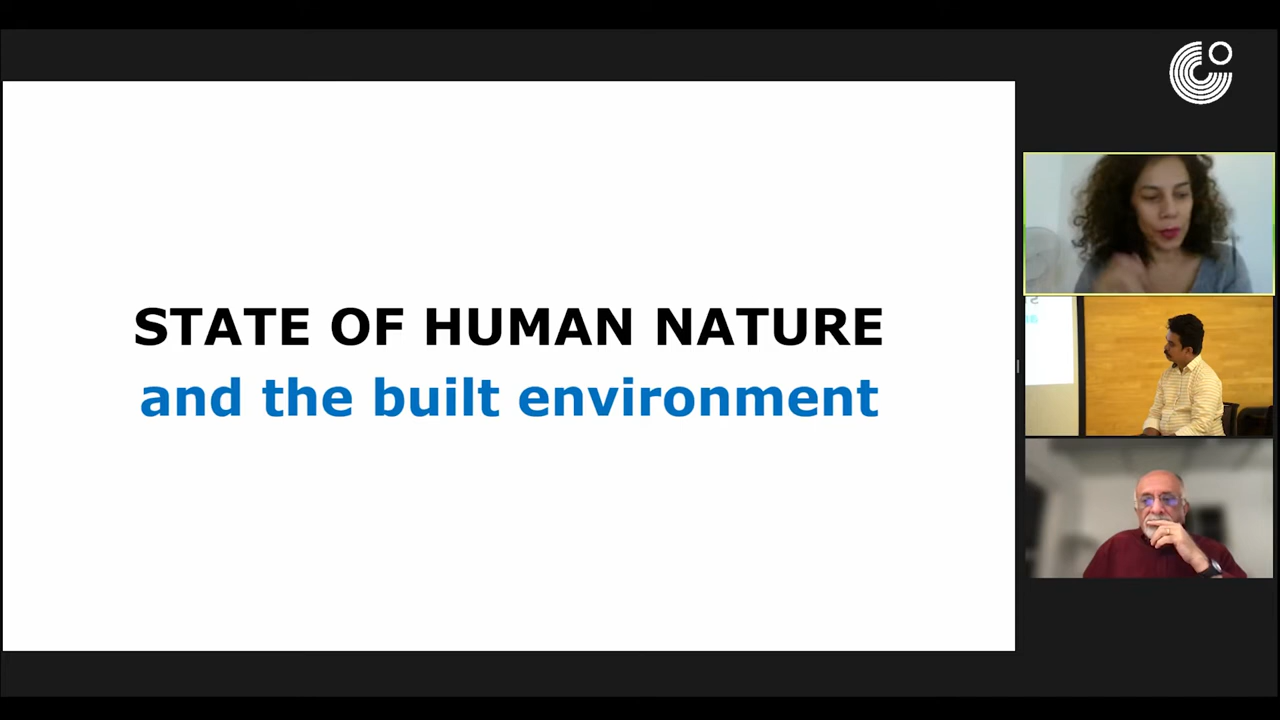 STATE OF HUMAN NATURE
and the built environment